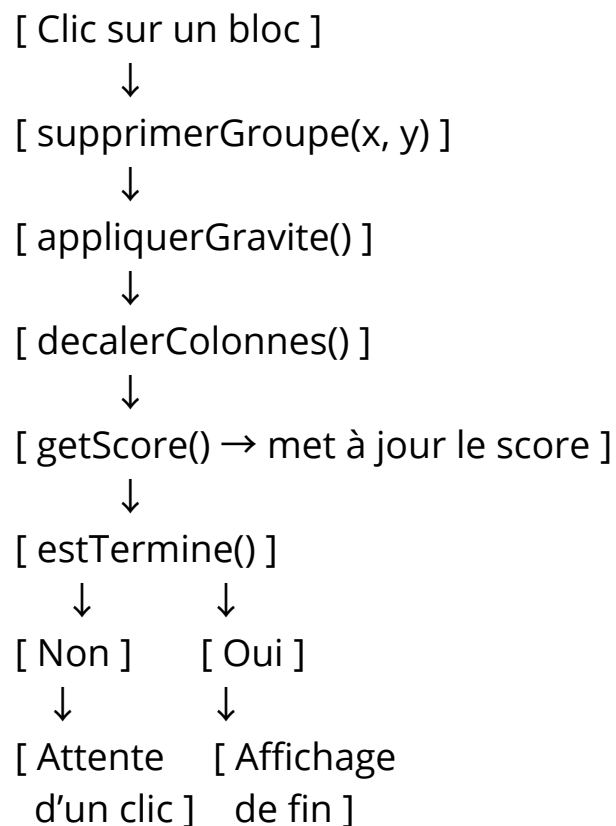 [ Clic sur un bloc ]
↓
[ supprimerGroupe(x, y) ]
↓
[ appliquerGravite() ]
↓
[ decalerColonnes() ]
↓
[ getScore() → met à jour le score ]
↓
[ estTermine() ]
↓ ↓
[ Non ] [ Oui ]
↓ ↓
[ Attente [ Affichage
d’un clic ] de fin ]